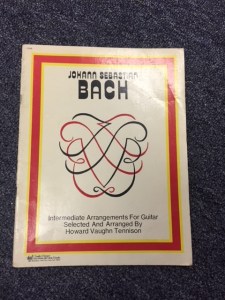 JOHANN SEBASTIAN
BACH
Intermediate Arrangements For Guitar
Selected And Arranged By
Howard Vaughn Tennison